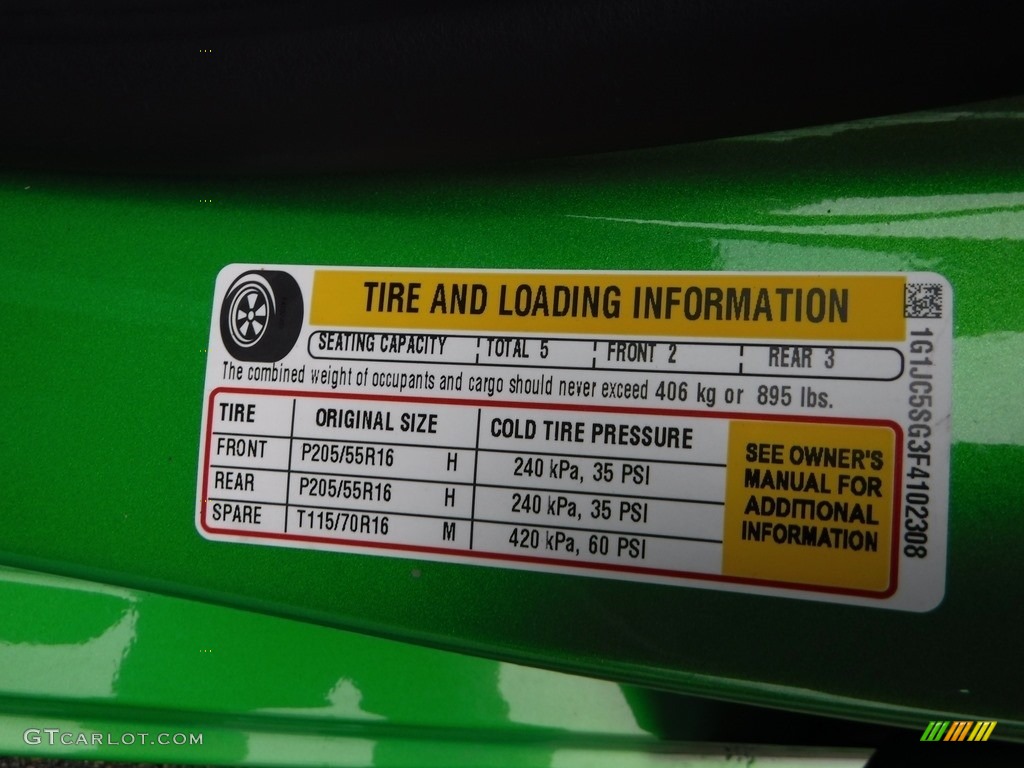 TIRE AND LOADING INFORMATION
SEATING CAPACITY TOTAL 5 FRONT 2 REAR 3
The combined weight of occupants and cargo should never exceed 406 kg or 895 lbs.
TIRE ORIGINAL SIZE COLD TIRE PRESSURE
FRONT P205/55R16 H 240 kPa, 35 PSI
REAR P205/55R16 H 240 kPa, 35 PSI
SPARE T115/70R16 M 420 kPa, 60 PSI
SEE OWNER'S
MANUAL FOR
ADDITIONAL
INFORMATION
1G1JC5SG3F4102308
GTCARLOT.COM